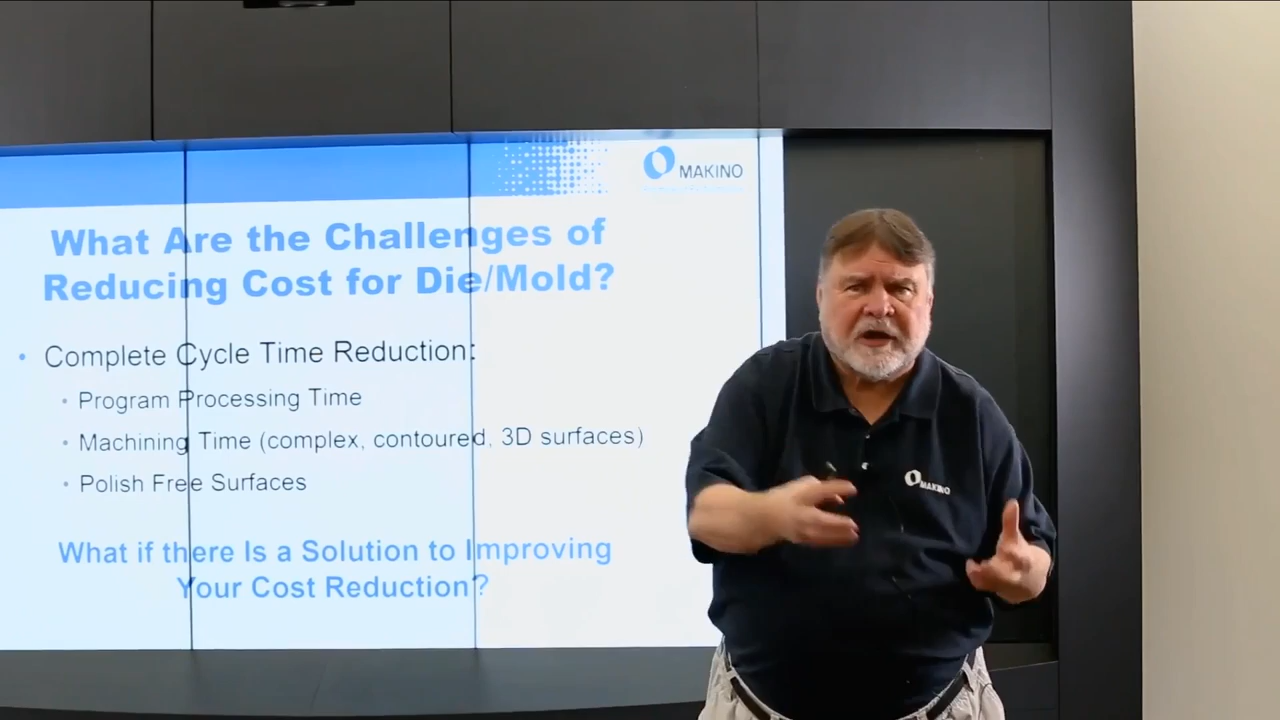 MAKINO
What Are the Challenges of
Reducing Cost for Die/Mold?
• Complete Cycle Time Reduction:
• Program Processing Time
• Machining Time (complex, contoured, 3D surfaces)
• Polish Free Surfaces
What if there Is a Solution to Improving
Your Cost Reduction?
MAKINO